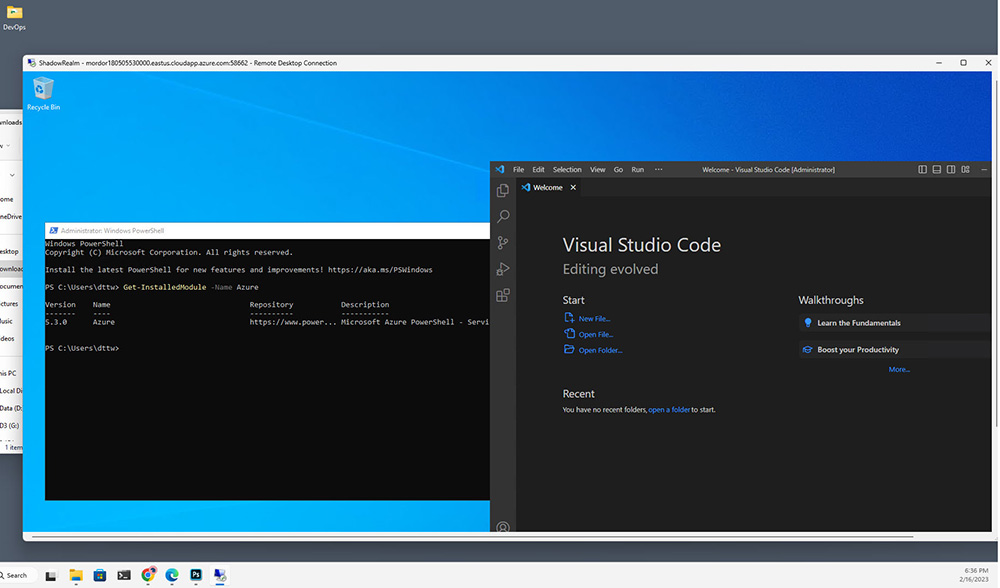 DevOps
ShadowRealm - mordor180505530000.eastus.cloudapp.azure.com:58662 - Remote Desktop Connection
Recycle Bin
wnloads
w
ome
neDrive
esktop
ownload
ocumen
ctures
usic
deos
his PC
Local Di
Data (D:
D3 (G:)
1 item
Administrator: Windows PowerShell
Windows PowerShell
Copyright (C) Microsoft Corporation. All rights reserved.
Install the latest PowerShell for new features and improvements! https://aka.ms/PSWindows
PS C:\Users\dttw> Get-InstalledModule -Name Azure
Version Name Repository Description
------- ---- ---------- -----------
5.3.0 Azure https://www.power... Microsoft Azure PowerShell - Servi
PS C:\Users\dttw>
File Edit Selection View Go Run ··· Welcome - Visual Studio Code [Administrator]
Welcome
Visual Studio Code
Editing evolved
Start
New File...
Open File...
Open Folder...
Recent
You have no recent folders, open a folder to start.
Walkthroughs
Learn the Fundamentals
Boost your Productivity
More...
Search
6:36 PM
2/16/2023